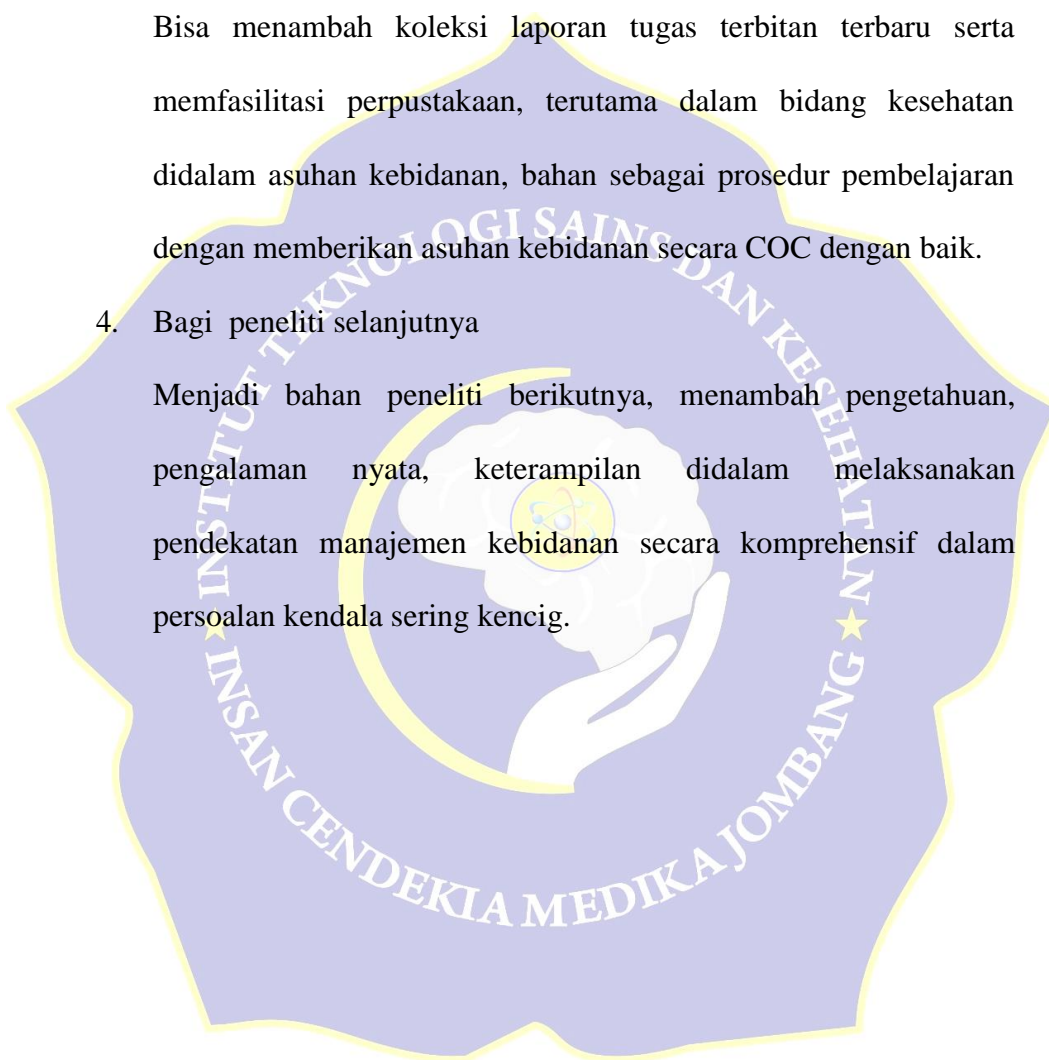 Bisa menambah koleksi laporan tugas terbitan terbaru serta
memfasilitasi perpustakaan, terutama dalam bidang kesehatan
didalam asuhan kebidanan, bahan sebagai prosedur pembelajaran
dengan memberikan asuhan kebidanan secara COC dengan baik.
4. Bagi peneliti selanjutnya
Menjadi bahan peneliti berikutnya, menambah pengetahuan,
pengalaman nyata, keterampilan didalam melaksanakan
pendekatan manajemen kebidanan secara komprehensif dalam
persoalan kendala sering kencig.
INSTITUT TEKNOLOGI SAINS DAN KESEHATAN
INSAN CENDEKIA MEDIKA JOMBANG